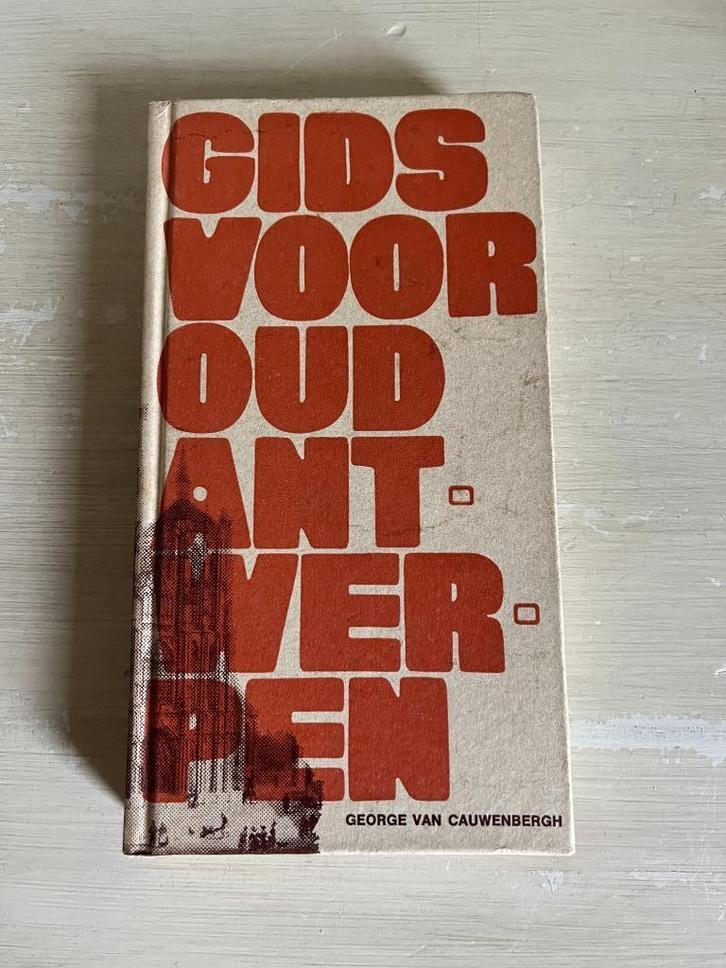 GIDS
VOOR
OUD
ANT-
WER-
PEN
GEORGE VAN CAUWENBERGH